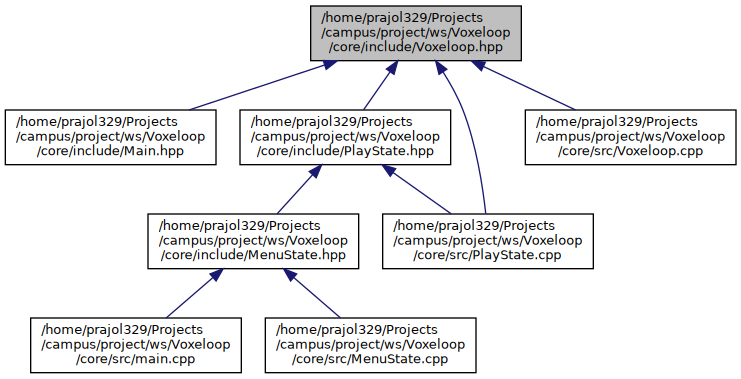 /home/prajol329/Projects
/campus/project/ws/Voxeloop
/core/include/Voxeloop.hpp
/home/prajol329/Projects
/campus/project/ws/Voxeloop
/core/include/Main.hpp
/home/prajol329/Projects
/campus/project/ws/Voxeloop
/core/include/PlayState.hpp
/home/prajol329/Projects
/campus/project/ws/Voxeloop
/core/src/Voxeloop.cpp
/home/prajol329/Projects
/campus/project/ws/Voxeloop
/core/include/MenuState.hpp
/home/prajol329/Projects
/campus/project/ws/Voxeloop
/core/src/PlayState.cpp
/home/prajol329/Projects
/campus/project/ws/Voxeloop
/core/src/main.cpp
/home/prajol329/Projects
/campus/project/ws/Voxeloop
/core/src/MenuState.cpp